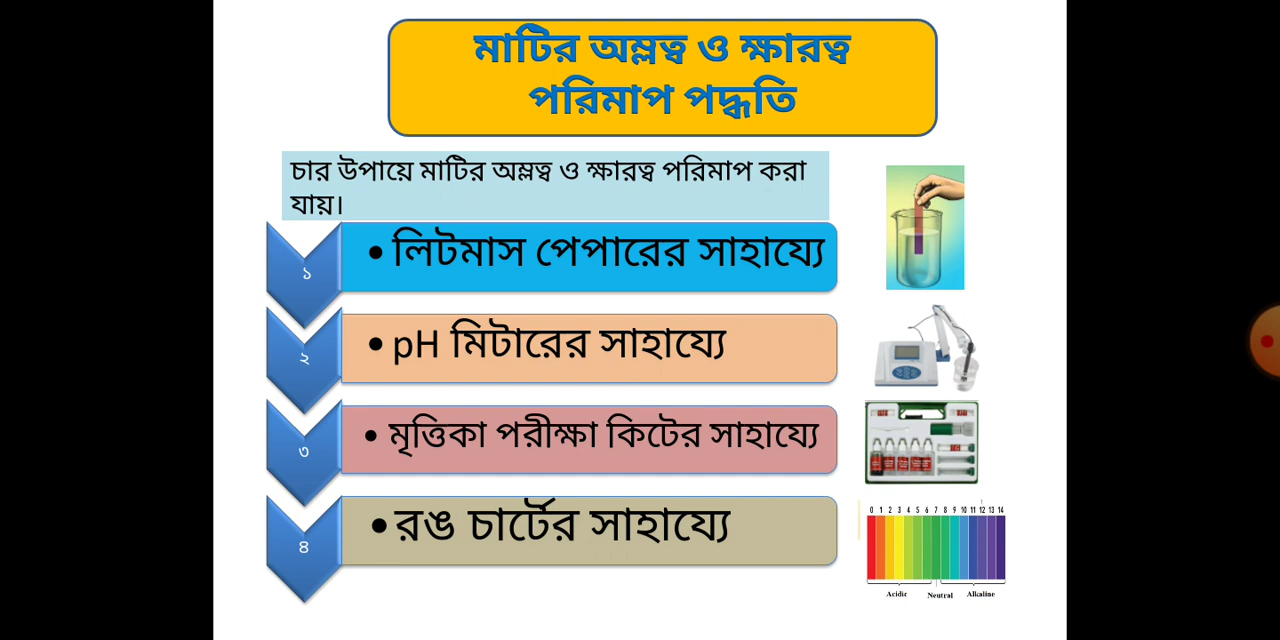 মাটির অম্লত্ব ও ক্ষারত্ব
পরিমাপ পদ্ধতি
চার উপায়ে মাটির অম্লত্ব ও ক্ষারত্ব পরিমাপ করা
যায়।
১
• লিটমাস পেপারের সাহায্যে
২
• pH মিটারের সাহায্যে
৩
• মৃত্তিকা পরীক্ষা কিটের সাহায্যে
৪
• রঙ চার্টের সাহায্যে
0 1 2 3 4 5 6 7 8 9 10 11 12 13 14
Acidic Neutral Alkaline